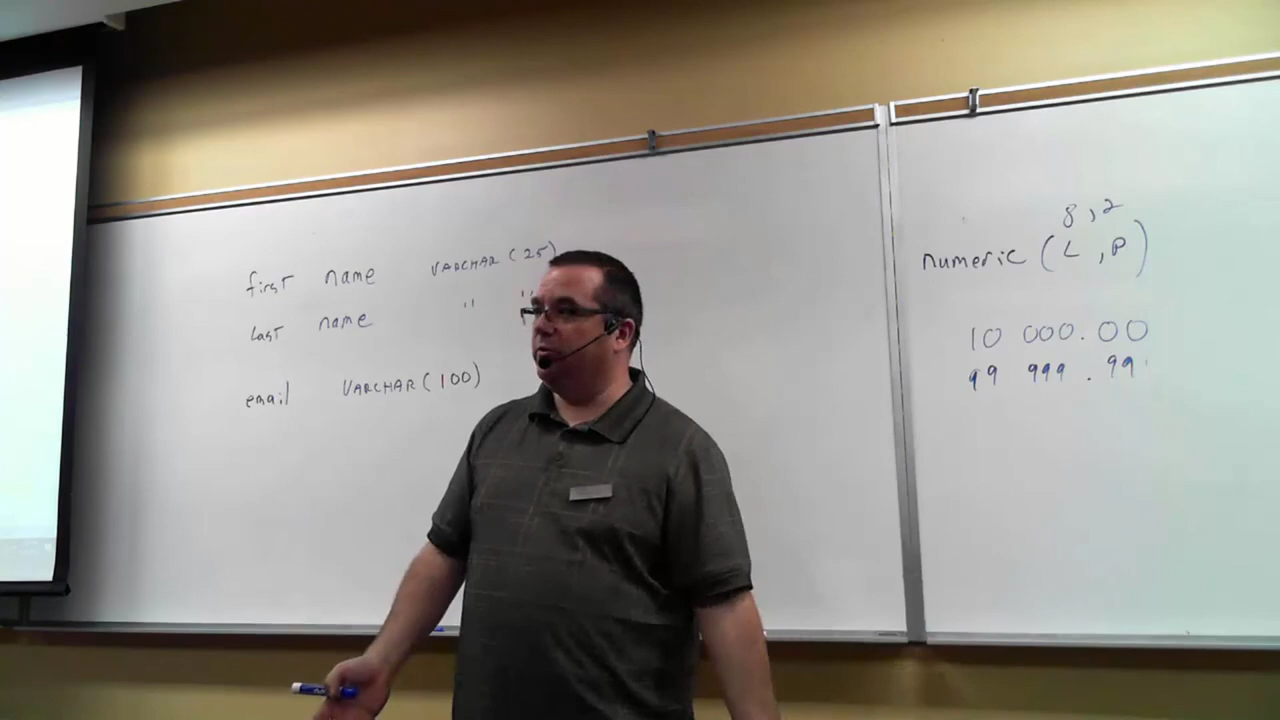 first name VARCHAR (25)
last name " "
email VARCHAR (100)
8,2
numeric (L, P)
10 000.00
99 999.99